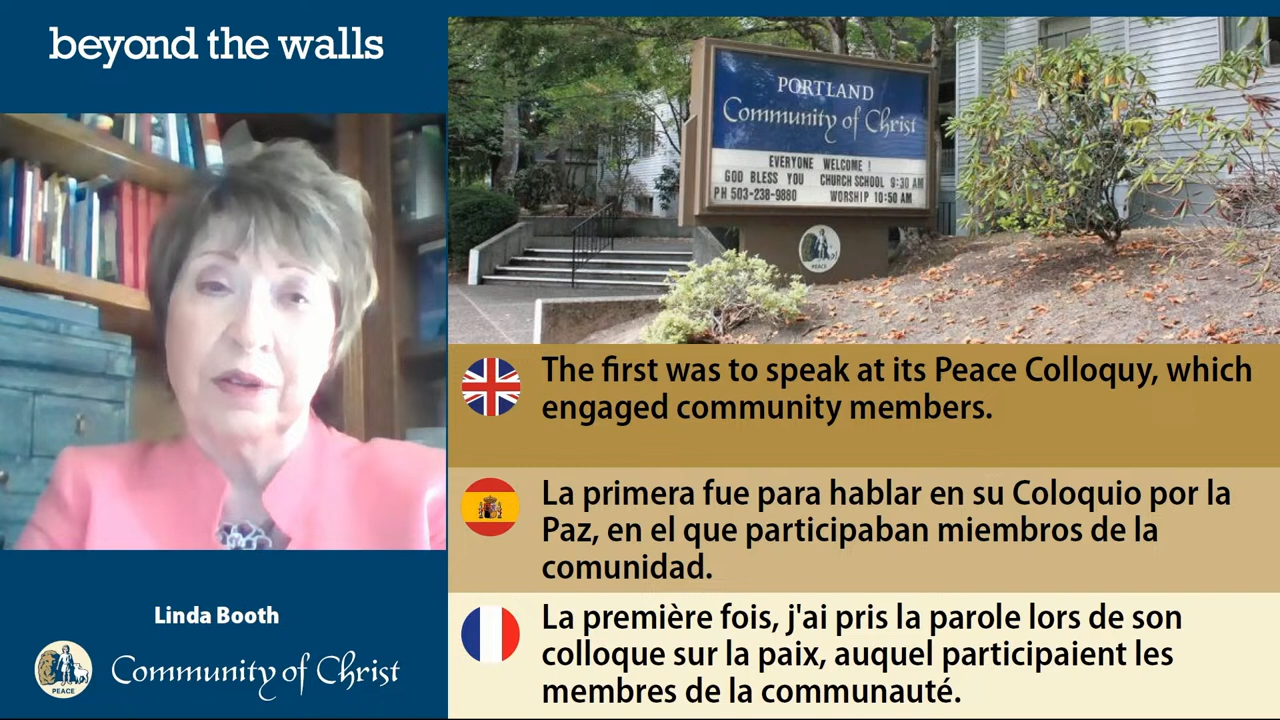 beyond the walls
PORTLAND
Community of Christ
EVERYONE WELCOME !
GOD BLESS YOU CHURCH SCHOOL 9:30 AM
PH 503-238-9880 WORSHIP 10:50 AM
PEACE
The first was to speak at its Peace Colloquy, which
engaged community members.
La primera fue para hablar en su Coloquio por la
Paz, en el que participaban miembros de la
comunidad.
La première fois, j'ai pris la parole lors de son
colloque sur la paix, auquel participaient les
membres de la communauté.
Linda Booth
Community of Christ
PEACE